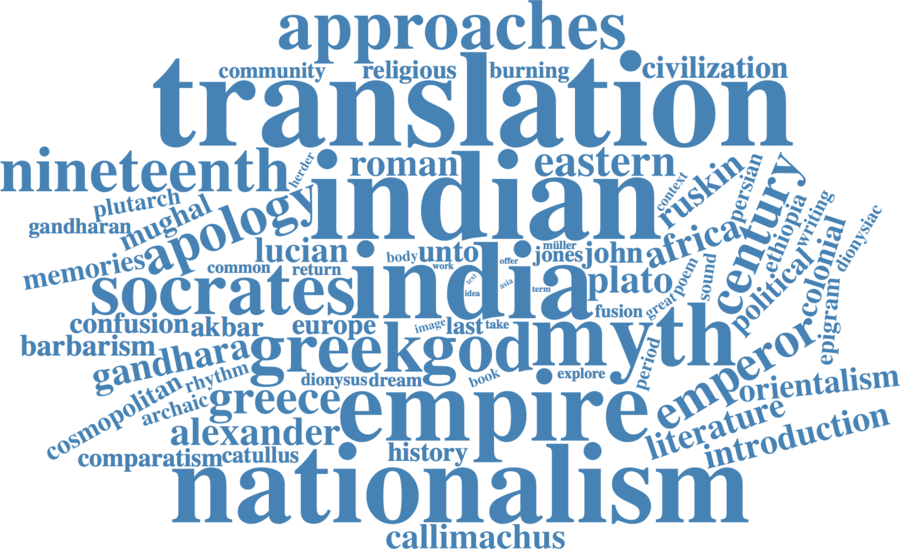 approaches
community religious burning civilization
translation
nineteenth roman eastern
herder indian context ruskin persian century
plutarch
gandharan mughal apology
ethiopia writing
memories lucian body unto müller jones john africa political colonial dionysiac
common return work offer
socrates india text idea asia term plato great poem sound
confusion akbar europe image last take fusion epigram
barbarism gandhara greek god myth period emperor
cosmopolitan rhythm dionysus dream book explore
archaic greece empire orientalism
alexander literature
comparatism catullus history introduction
nationalism
callimachus